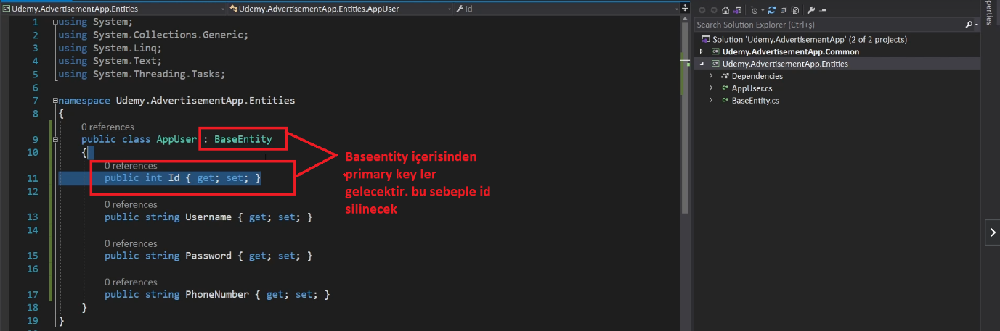 Udemy.AdvertisementApp.Entities
Udemy.AdvertisementApp.Entities.AppUser
Id
1 using System;
2 using System.Collections.Generic;
3 using System.Linq;
4 using System.Text;
5 using System.Threading.Tasks;
6
7 namespace Udemy.AdvertisementApp.Entities
8 {
0 references
9 public class AppUser : BaseEntity
10 {
0 references
11 public int Id { get; set; }
12
0 references
13 public string Username { get; set; }
14
0 references
15 public string Password { get; set; }
16
0 references
17 public string PhoneNumber { get; set; }
18 }
19 }
Baseentity içerisinden
primary key ler
gelecektir. bu sebeple id
silinecek
Search Solution Explorer (Ctrl+ş)
Solution 'Udemy.AdvertisementApp' (2 of 2 projects)
Udemy.AdvertisementApp.Common
Udemy.AdvertisementApp.Entities
Dependencies
AppUser.cs
BaseEntity.cs